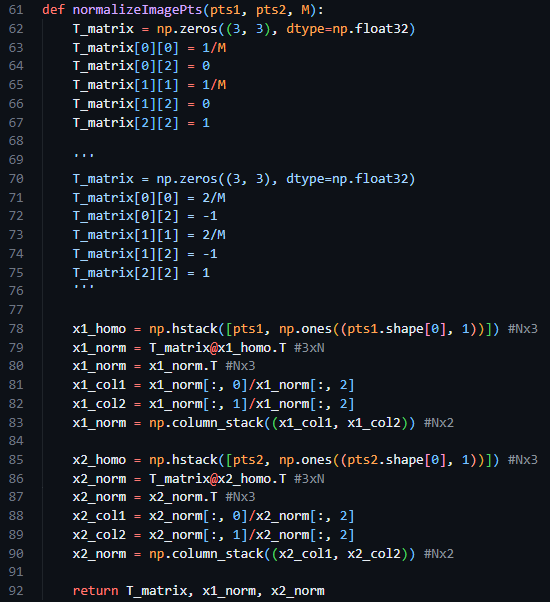 61 def normalizeImagePts(pts1, pts2, M):
62     T_matrix = np.zeros((3, 3), dtype=np.float32)
63     T_matrix[0][0] = 1/M
64     T_matrix[0][2] = 0
65     T_matrix[1][1] = 1/M
66     T_matrix[1][2] = 0
67     T_matrix[2][2] = 1
68
69     '''
70     T_matrix = np.zeros((3, 3), dtype=np.float32)
71     T_matrix[0][0] = 2/M
72     T_matrix[0][2] = -1
73     T_matrix[1][1] = 2/M
74     T_matrix[1][2] = -1
75     T_matrix[2][2] = 1
76     '''
77
78     x1_homo = np.hstack([pts1, np.ones((pts1.shape[0], 1))]) #Nx3
79     x1_norm = T_matrix@x1_homo.T #3xN
80     x1_norm = x1_norm.T #Nx3
81     x1_col1 = x1_norm[:, 0]/x1_norm[:, 2]
82     x1_col2 = x1_norm[:, 1]/x1_norm[:, 2]
83     x1_norm = np.column_stack((x1_col1, x1_col2)) #Nx2
84
85     x2_homo = np.hstack([pts2, np.ones((pts2.shape[0], 1))]) #Nx3
86     x2_norm = T_matrix@x2_homo.T #3xN
87     x2_norm = x2_norm.T #Nx3
88     x2_col1 = x2_norm[:, 0]/x2_norm[:, 2]
89     x2_col2 = x2_norm[:, 1]/x2_norm[:, 2]
90     x2_norm = np.column_stack((x2_col1, x2_col2)) #Nx2
91
92     return T_matrix, x1_norm, x2_norm